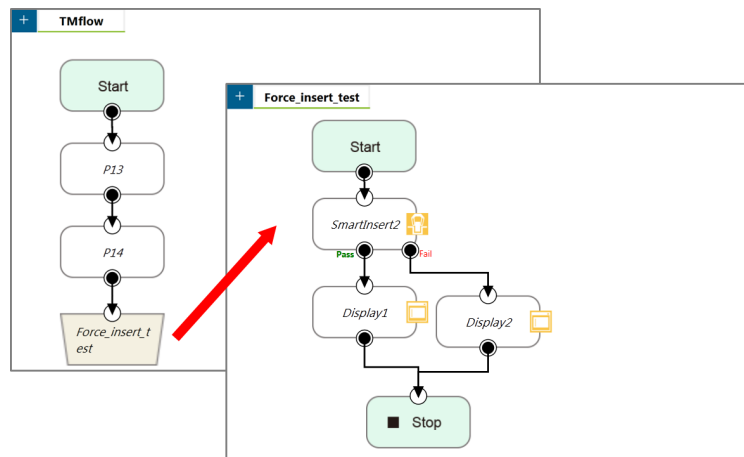 + TMflow
Start
P13
P14
Force_insert_t
est
+ Force_insert_test
Start
SmartInsert2
Pass
Fail
Display1
Display2
Stop